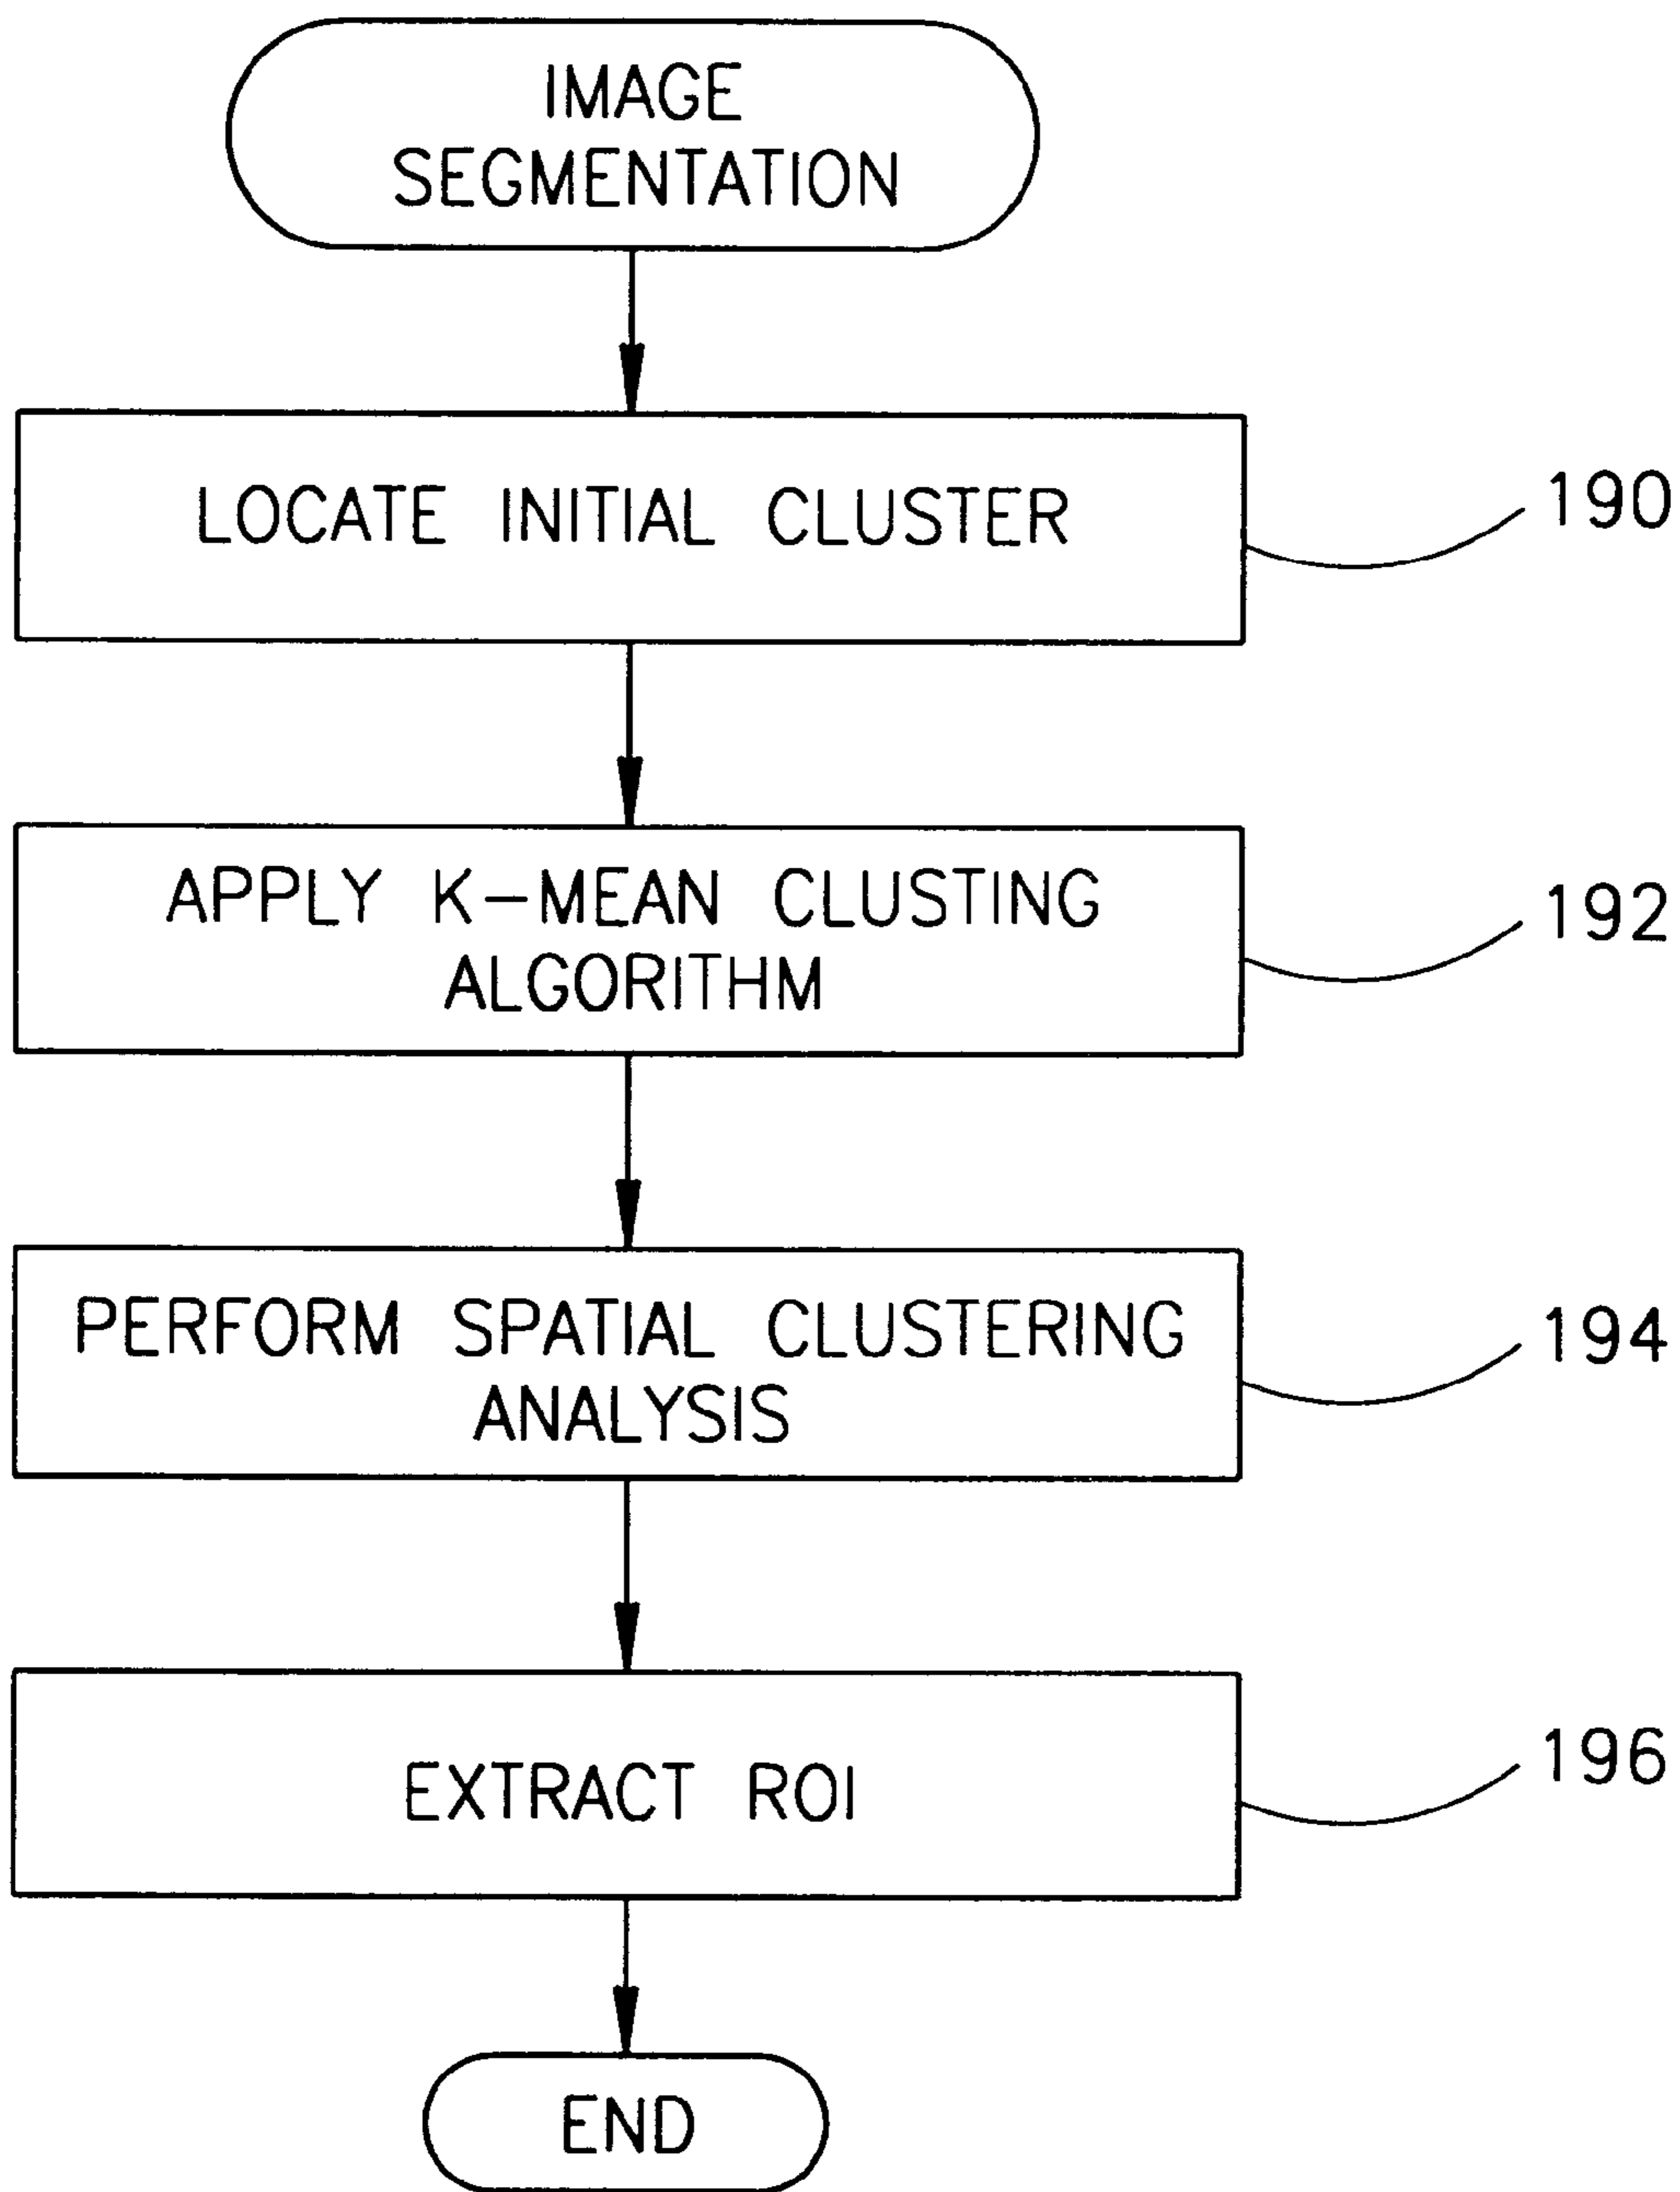 IMAGE
SEGMENTATION
LOCATE INITIAL CLUSTER
190
APPLY K-MEAN CLUSTING
ALGORITHM
192
PERFORM SPATIAL CLUSTERING
ANALYSIS
194
EXTRACT ROI
196
END